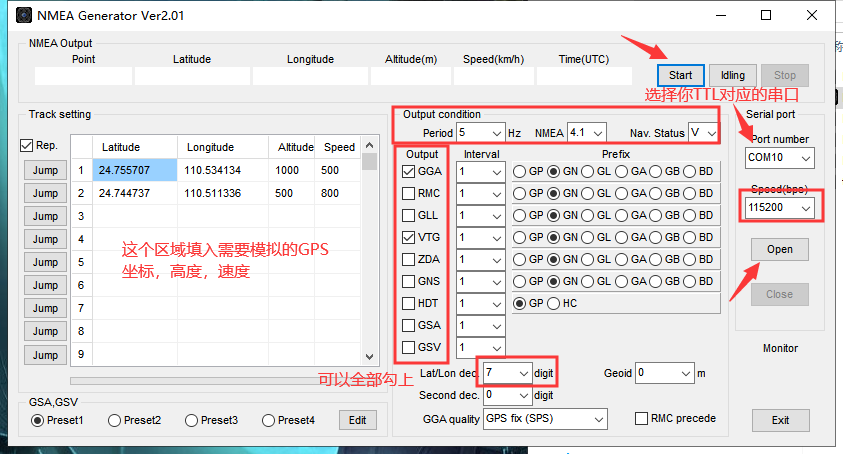 NMEA Generator Ver2.01
NMEA Output
Point Latitude Longitude Altitude(m) Speed(km/h) Time(UTC)
Start Idling Stop
选择你TTL对应的串口
Track setting
Rep.
Latitude Longitude Altitude Speed
Jump 1 24.755707 110.534134 1000 500
Jump 2 24.744737 110.511336 500 800
Jump 3
Jump 4
Jump 5
Jump 6
Jump 7
Jump 8
Jump 9
这个区域填入需要模拟的GPS
坐标，高度，速度
GSA,GSV
Preset1 Preset2 Preset3 Preset4 Edit
Output condition
Period 5 Hz NMEA 4.1 Nav. Status V
Output Interval Prefix
GGA 1 GP GN GL GA GB BD
RMC 1 GP GN GL GA GB BD
GLL 1 GP GN GL GA GB BD
VTG 1 GP GN GL GA GB BD
ZDA 1 GP GN GL GA GB BD
GNS 1 GP GN GL GA GB BD
HDT 1 GP HC
GSA 1
GSV 1
可以全部勾上
Lat/Lon dec. 7 digit Geoid 0 m
Second dec. 0 digit
GGA quality GPS fix (SPS) RMC precede
Serial port
Port number
COM10
Speed(bps)
115200
Open
Close
Monitor
Exit